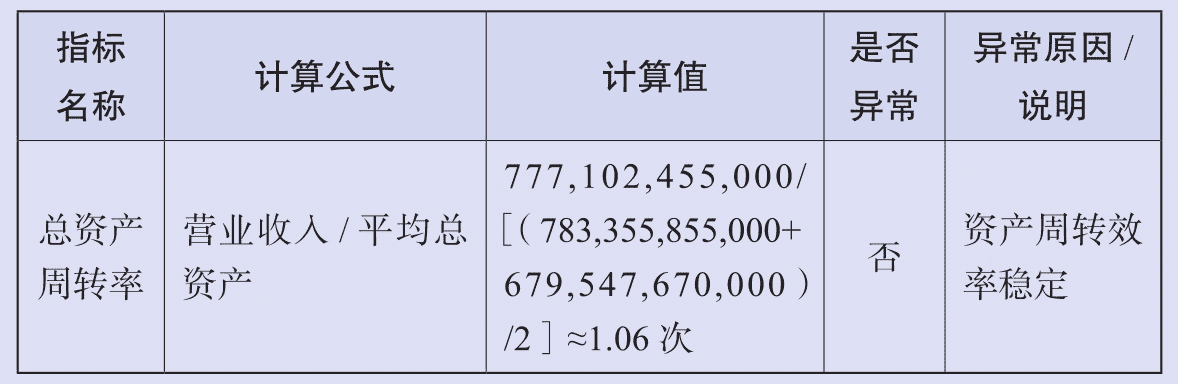 指标
名称
计算公式
计算值
是否
异常
异常原因 /
说明
总资产
周转率
营业收入 / 平均总
资产
777,102,455,000/
[（783,355,855,000+
679,547,670,000）
/2］≈1.06 次
否
资产周转效
率稳定